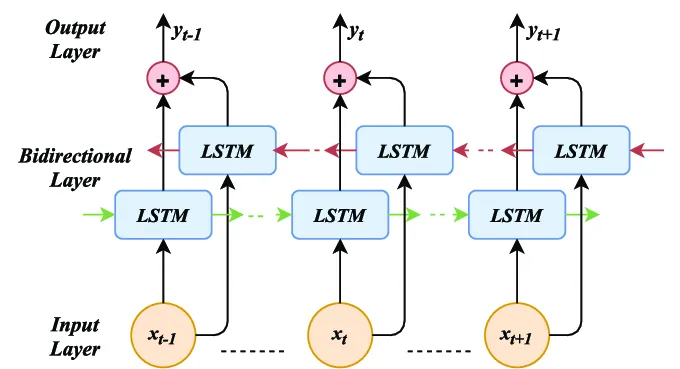 Output
Layer
y_{t-1}
y_t
y_{t+1}
+
+
+
Bidirectional
Layer
LSTM
LSTM
LSTM
LSTM
LSTM
LSTM
Input
Layer
x_{t-1}
x_t
x_{t+1}